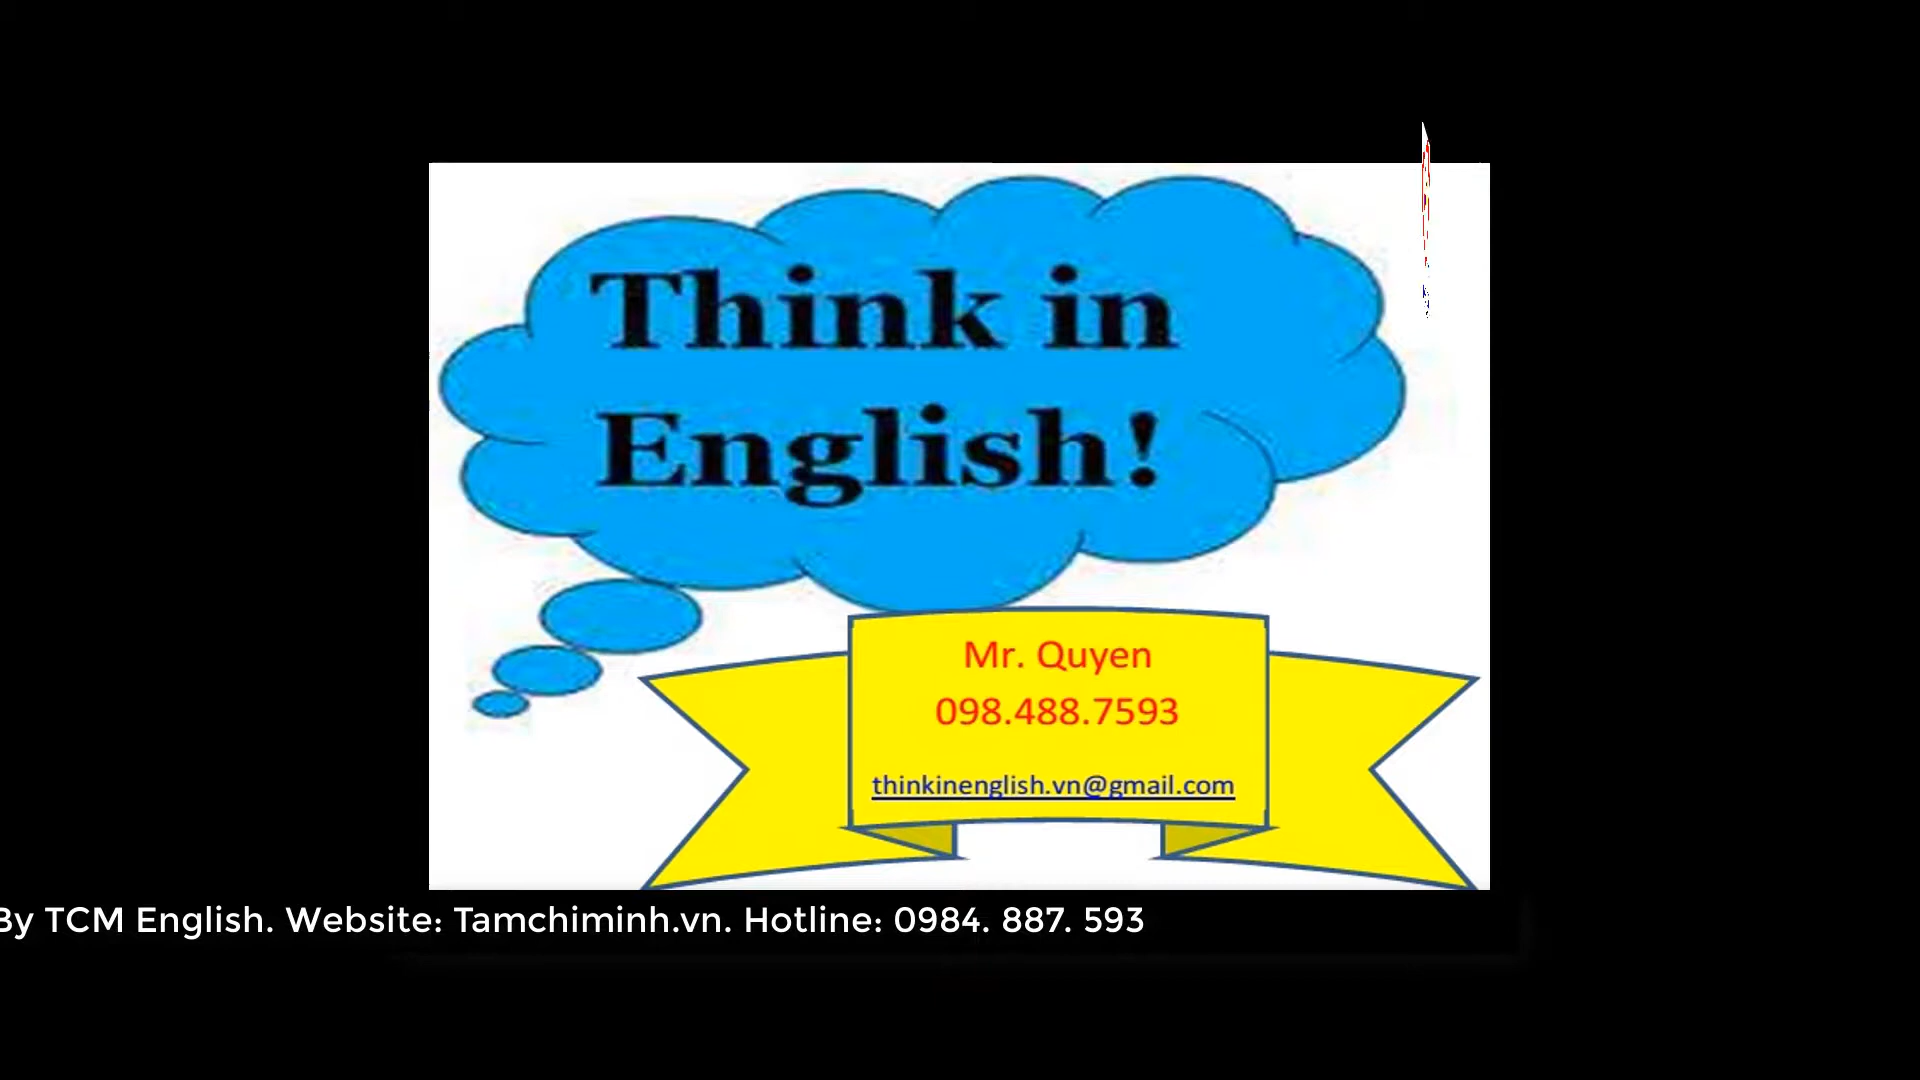 Think in
English!
Mr. Quyen
098.488.7593
thinkinenglish.vn@gmail.com
By TCM English. Website: Tamchiminh.vn. Hotline: 0984. 887. 593